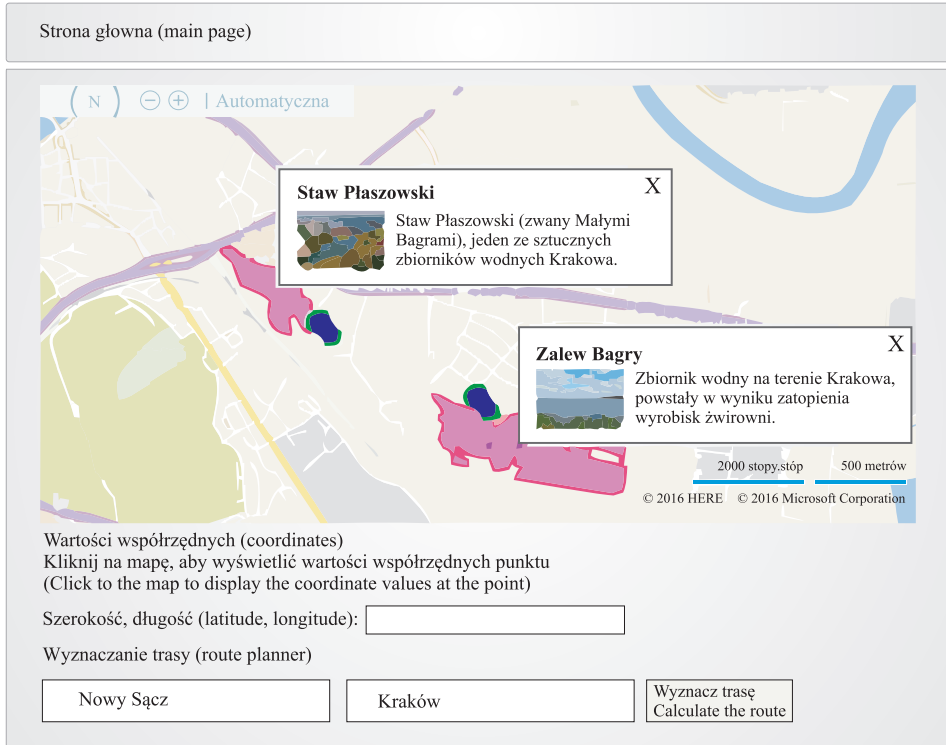 Strona głowna (main page)
N
| Automatyczna
Staw Płaszowski
X
Staw Płaszowski (zwany Małymi
Bagrami), jeden ze sztucznych
zbiorników wodnych Krakowa.
Zalew Bagry
X
Zbiornik wodny na terenie Krakowa,
powstały w wyniku zatopienia
wyrobisk żwirowni.
2000 stopy.stóp 500 metrów
© 2016 HERE © 2016 Microsoft Corporation
Wartości współrzędnych (coordinates)
Kliknij na mapę, aby wyświetlić wartości współrzędnych punktu
(Click to the map to display the coordinate values at the point)
Szerokość, długość (latitude, longitude):
Wyznaczanie trasy (route planner)
Nowy Sącz
Kraków
Wyznacz trasę
Calculate the route